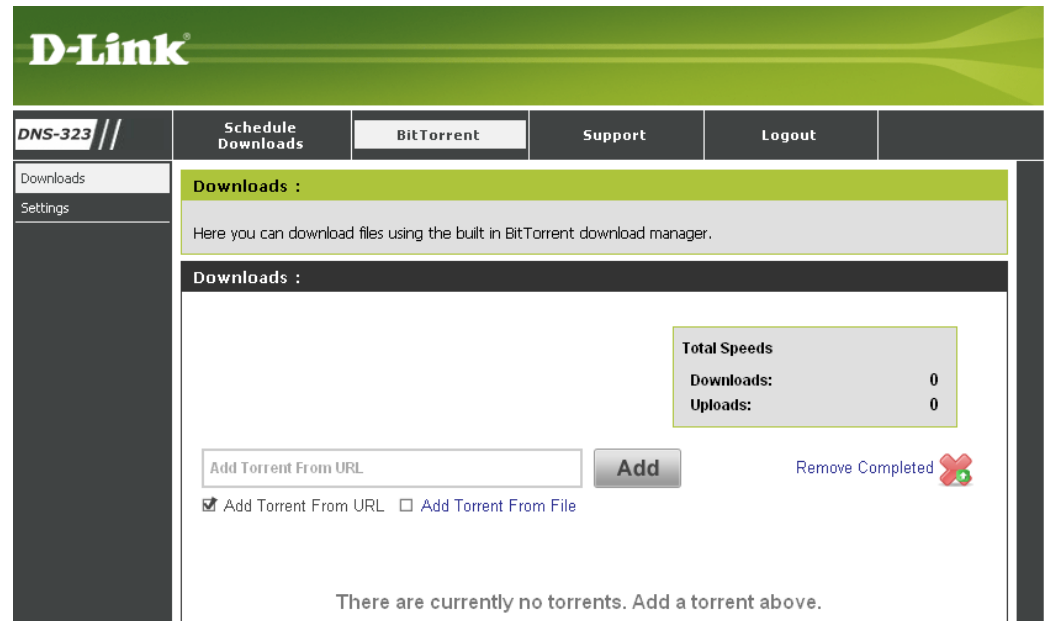 D-Link®
DNS-323
Schedule
Downloads
BitTorrent
Support
Logout
Downloads
Settings
Downloads :
Here you can download files using the built in BitTorrent download manager.
Downloads :
Total Speeds
Downloads: 0
Uploads: 0
Add Torrent From URL
Add
Remove Completed
Add Torrent From URL Add Torrent From File
There are currently no torrents. Add a torrent above.